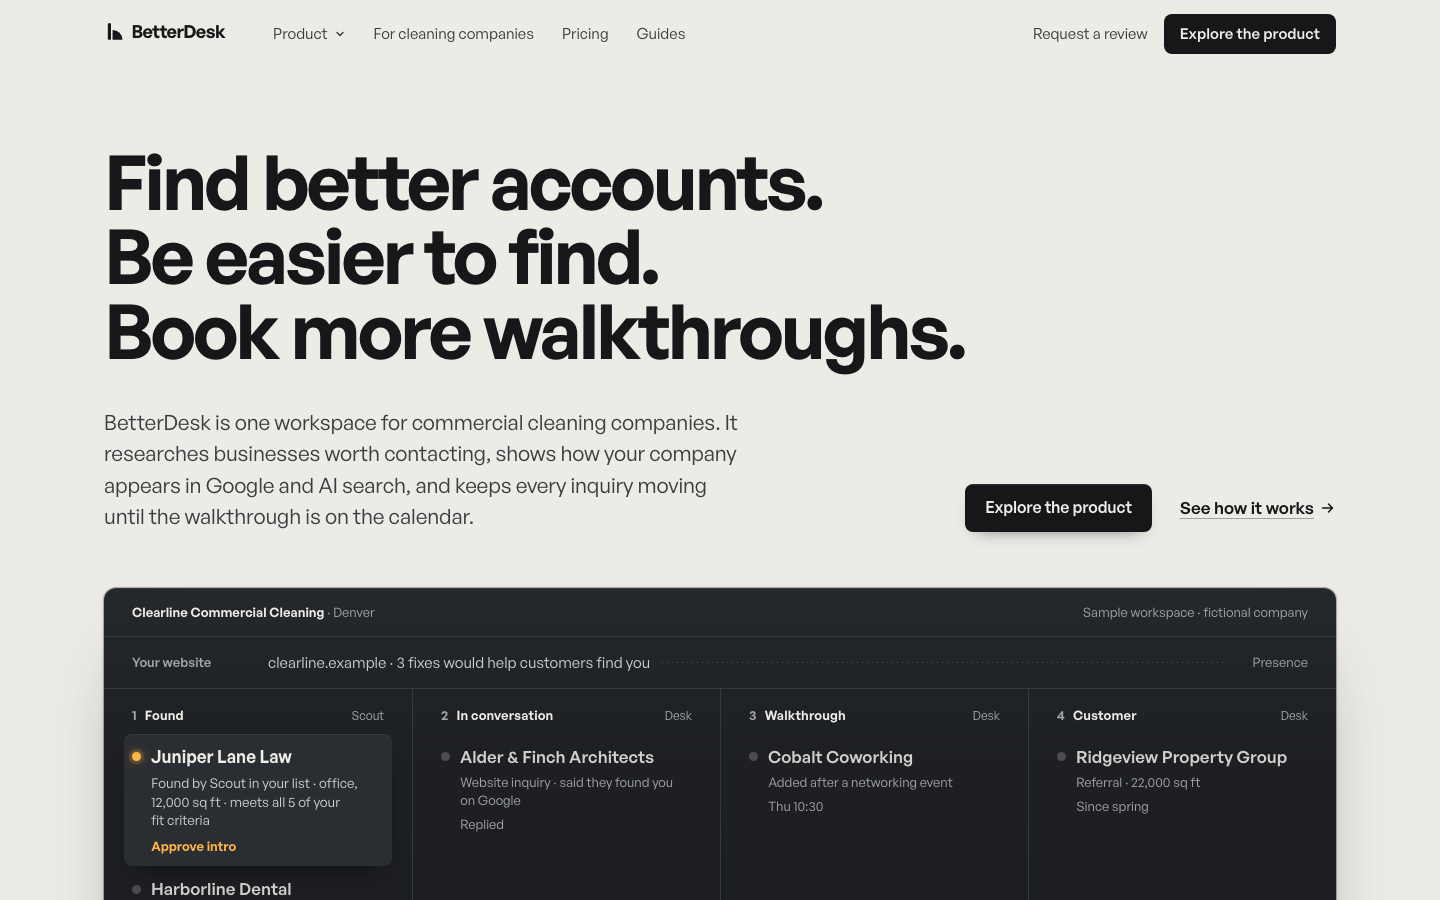 BetterDesk
Product
For cleaning companies
Pricing
Guides
Request a review
Explore the product
Find better accounts.
Be easier to find.
Book more walkthroughs.
BetterDesk is one workspace for commercial cleaning companies. It
researches businesses worth contacting, shows how your company
appears in Google and AI search, and keeps every inquiry moving
until the walkthrough is on the calendar.
Explore the product
See how it works →
Clearline Commercial Cleaning · Denver
Sample workspace · fictional company
Your website
clearline.example · 3 fixes would help customers find you
Presence
1 Found
Scout
Juniper Lane Law
Found by Scout in your list · office,
12,000 sq ft · meets all 5 of your
fit criteria
Approve intro
Harborline Dental
2 In conversation
Desk
Alder & Finch Architects
Website inquiry · said they found you
on Google
Replied
3 Walkthrough
Desk
Cobalt Coworking
Added after a networking event
Thu 10:30
4 Customer
Desk
Ridgeview Property Group
Referral · 22,000 sq ft
Since spring